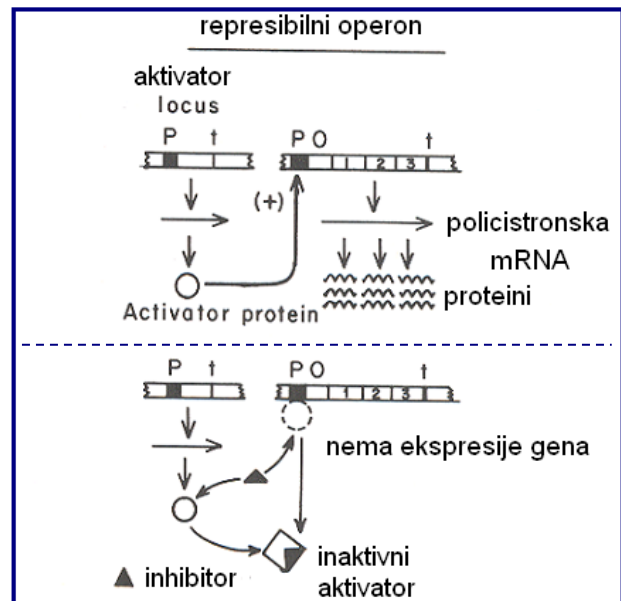 represibilni operon
aktivator
locus
P t
P O t
1 2 3
(+)
policistronska
mRNA
proteini
Activator protein
P t
P O t
1 2 3
nema ekspresije gena
inhibitor
inaktivni
aktivator